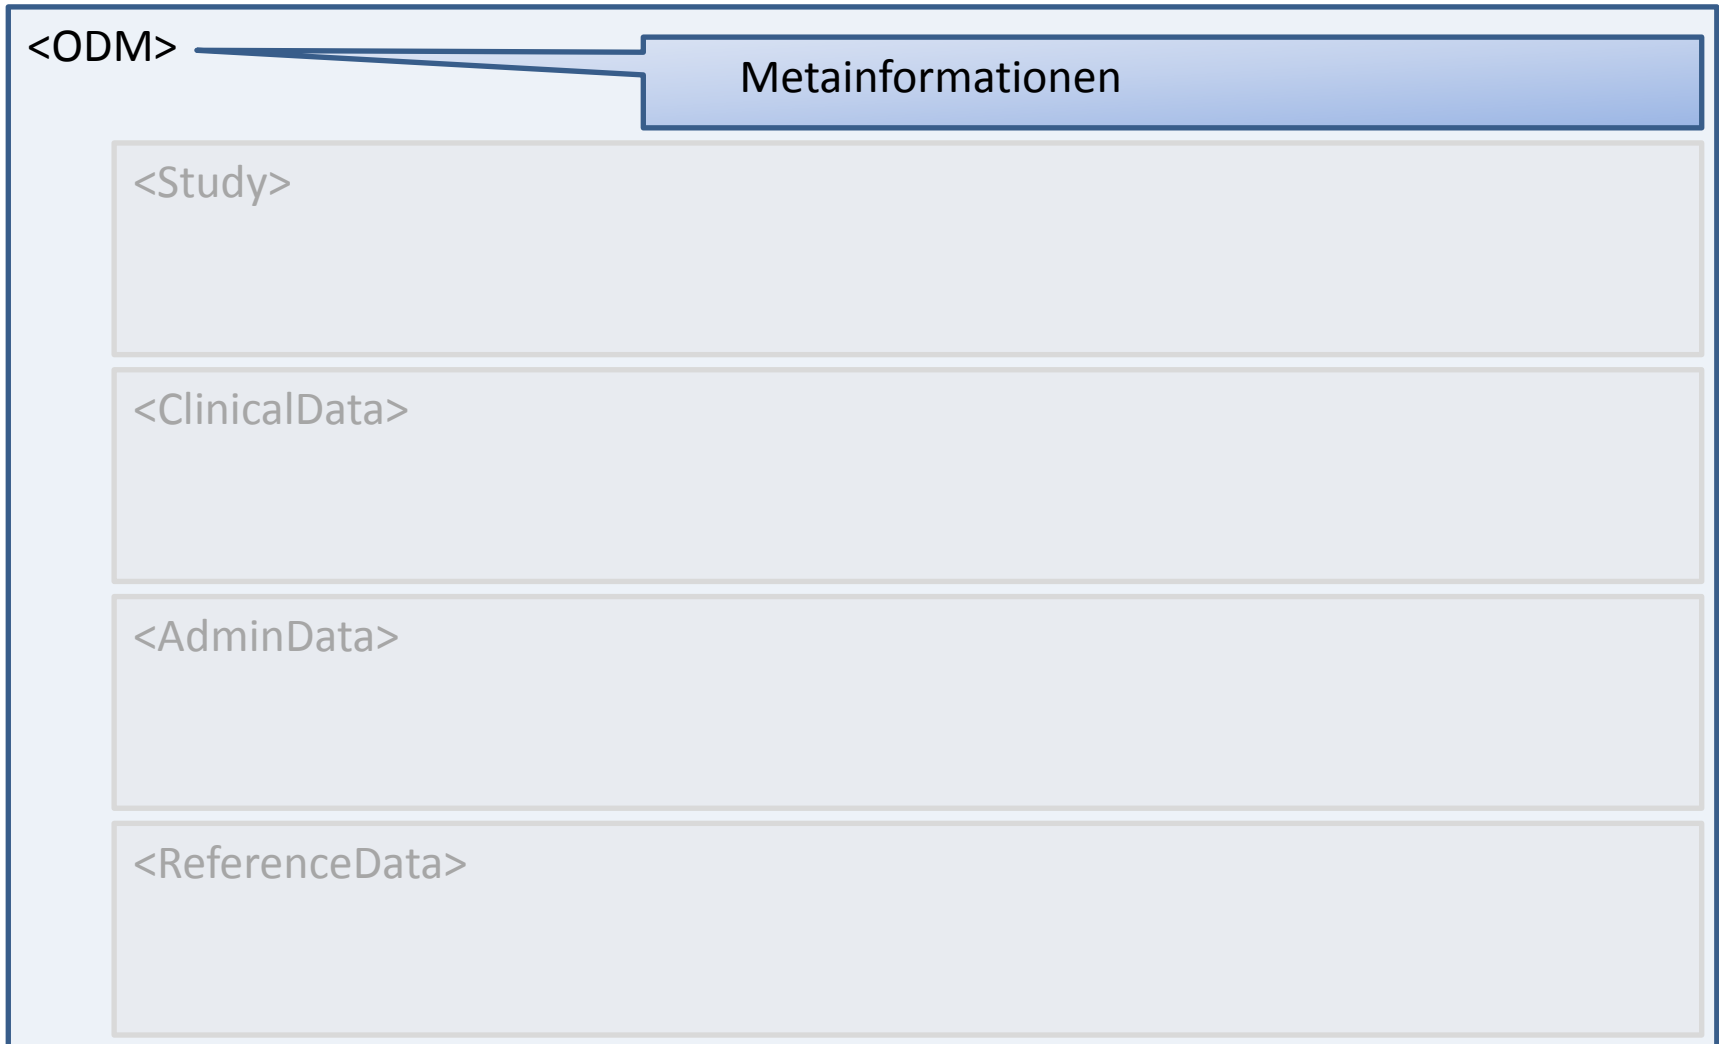 <ODM>
Metainformationen
<Study>
<ClinicalData>
<AdminData>
<ReferenceData>